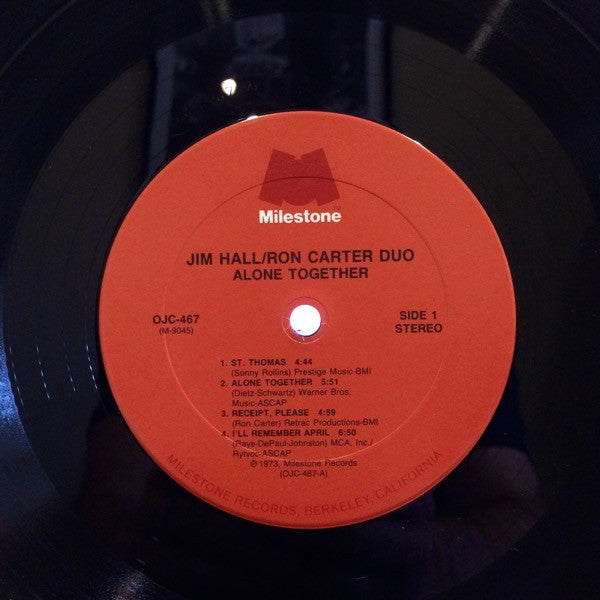 Milestone™
JIM HALL/RON CARTER DUO
ALONE TOGETHER
OJC-467
(M-9045)
SIDE 1
STEREO
1. ST. THOMAS 4:44
(Sonny Rollins) Prestige Music-BMI
2. ALONE TOGETHER 5:51
(Dietz-Schwartz) Warner Bros.
Music-ASCAP
3. RECEIPT, PLEASE 4:59
(Ron Carter) Retrac Productions-BMI
4. I'LL REMEMBER APRIL 6:50
(Raye-DePaul-Johnston) MCA, Inc./
Rytvoc-ASCAP
℗1973, Milestone Records
(OJC-467-A)
MILESTONE RECORDS, BERKELEY, CALIFORNIA